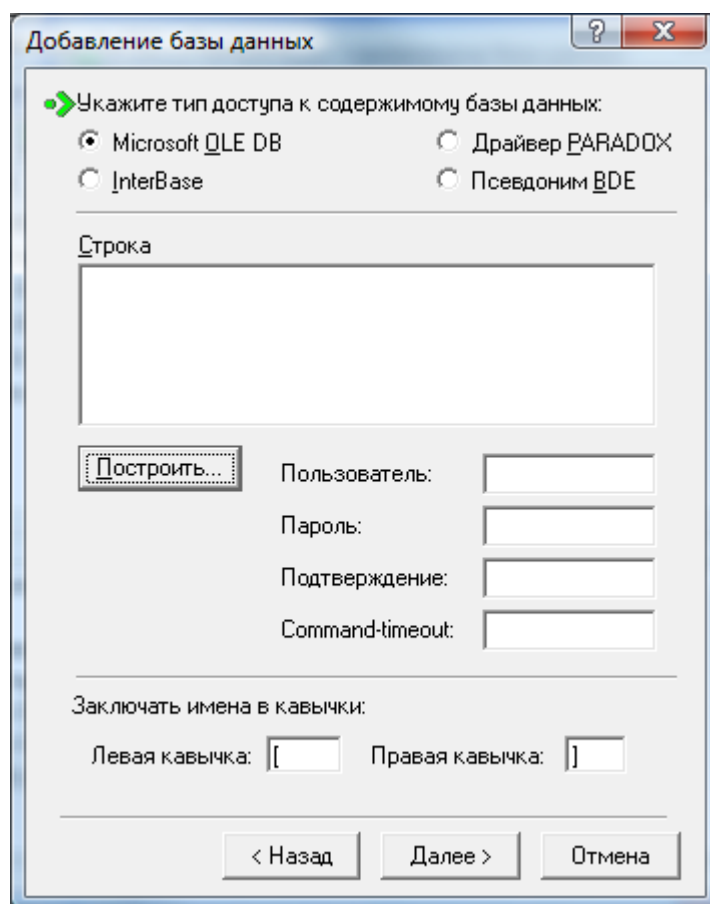 Добавление базы данных
Укажите тип доступа к содержимому базы данных:
Microsoft OLE DB
Драйвер PARADOX
InterBase
Псевдоним BDE
Строка
Построить...
Пользователь:
Пароль:
Подтверждение:
Command-timeout:
Заключать имена в кавычки:
Левая кавычка: [
Правая кавычка: ]
< Назад
Далее >
Отмена